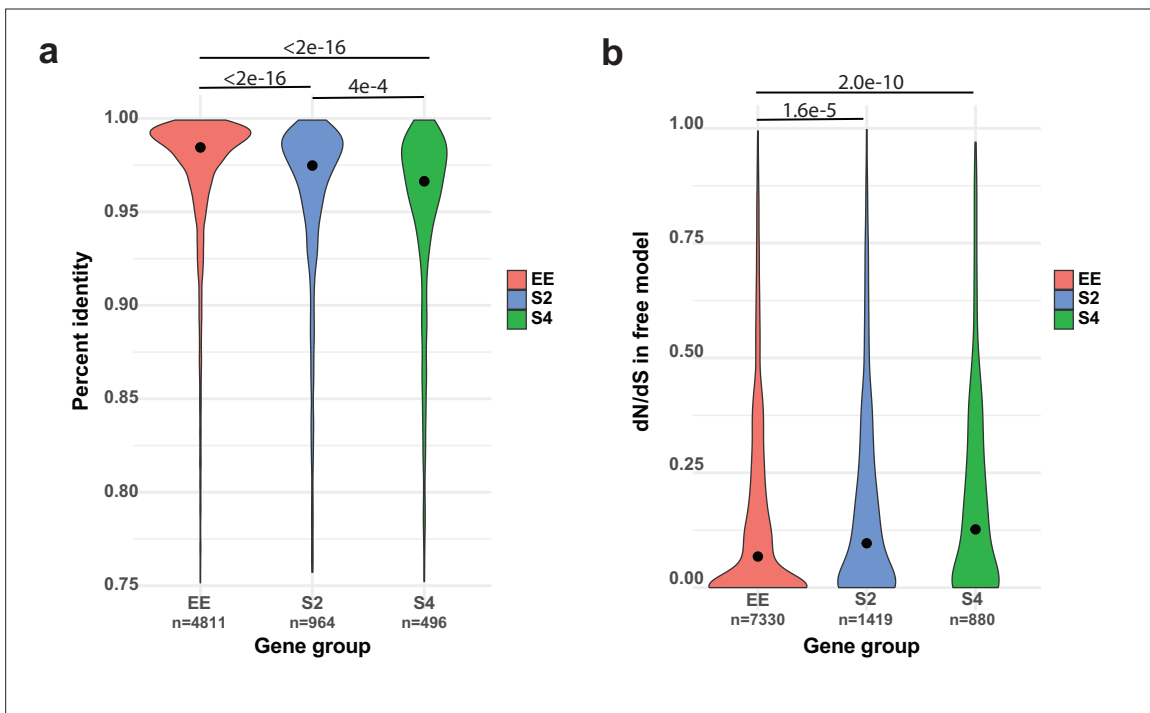 a
<2e-16
<2e-16
4e-4
1.00
0.95
0.90
0.85
0.80
0.75
Percent identity
EE
S2
S4
n=4811
n=964
n=496
Gene group
EE
S2
S4
b
2.0e-10
1.6e-5
1.00
0.75
0.50
0.25
0.00
dN/dS in free model
EE
S2
S4
n=7330
n=1419
n=880
Gene group
EE
S2
S4